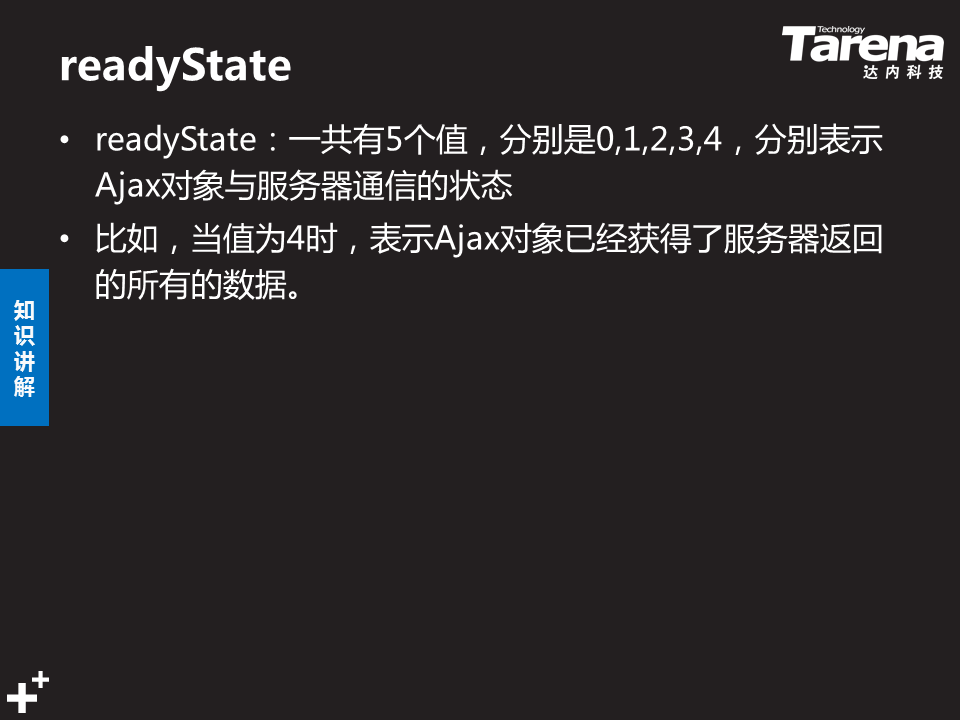 readyState
Technology
Tarena
达内科技
• readyState：一共有5个值，分别是0,1,2,3,4，分别表示
Ajax对象与服务器通信的状态
• 比如，当值为4时，表示Ajax对象已经获得了服务器返回
的所有的数据。
知
识
讲
解